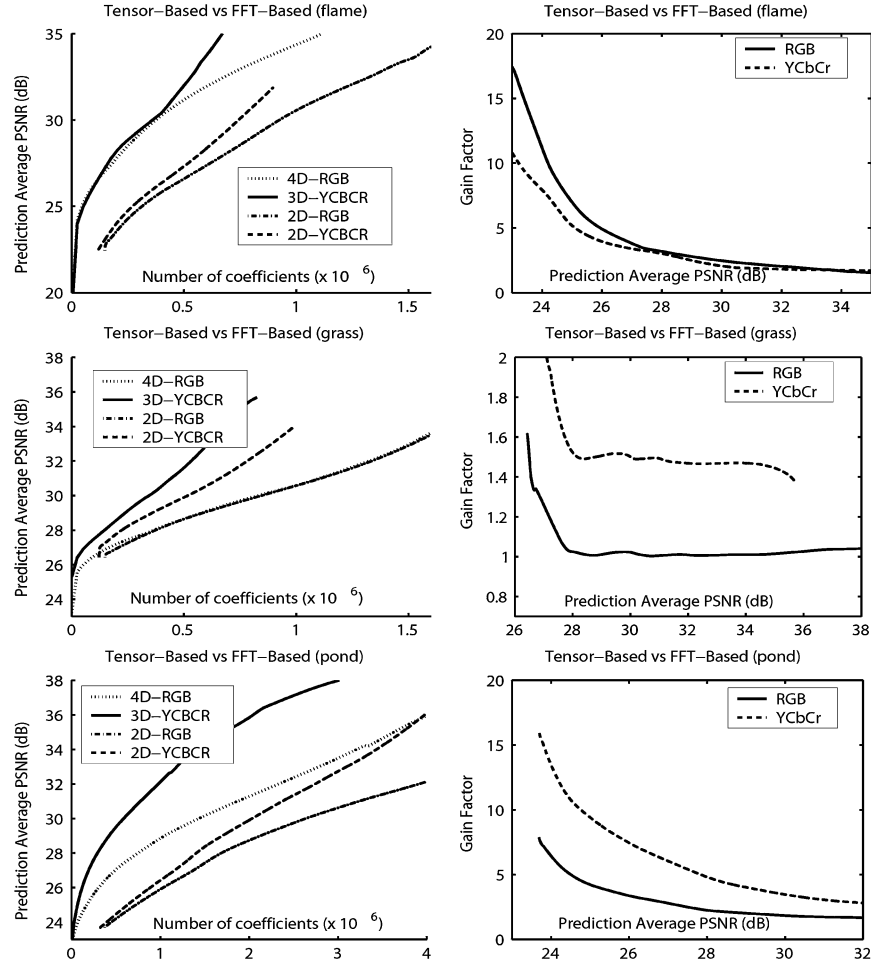 Tensor−Based vs FFT−Based (flame)
35
30
25
20
Prediction Average PSNR (dB)
4D−RGB
3D−YCBCR
2D−RGB
2D−YCBCR
Number of coefficients (x 10 6)
0 0.5 1 1.5
Tensor−Based vs FFT−Based (flame)
20
15
10
5
0
Gain Factor
RGB
YCbCr
Prediction Average PSNR (dB)
24 26 28 30 32 34
Tensor−Based vs FFT−Based (grass)
38
36
34
32
30
28
26
24
Prediction Average PSNR (dB)
4D−RGB
3D−YCBCR
2D−RGB
2D−YCBCR
Number of coefficients (x 10 6)
0 0.5 1 1.5
Tensor−Based vs FFT−Based (grass)
2
1.8
1.6
1.4
1.2
1
0.8
Gain Factor
RGB
YCbCr
Prediction Average PSNR (dB)
26 28 30 32 34 36 38
Tensor−Based vs FFT−Based (pond)
38
36
34
32
30
28
26
24
Prediction Average PSNR (dB)
4D−RGB
3D−YCBCR
2D−RGB
2D−YCBCR
Number of coefficients (x 10 6)
0 1 2 3 4
Tensor−Based vs FFT−Based (pond)
20
15
10
5
0
Gain Factor
RGB
YCbCr
Prediction Average PSNR (dB)
24 26 28 30 32